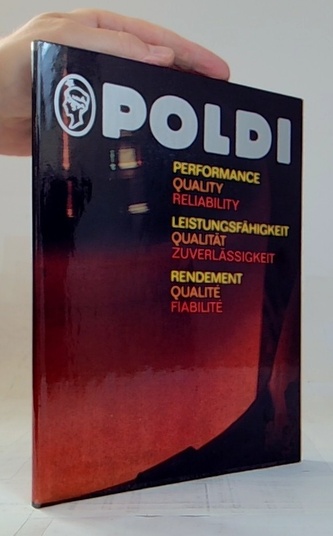 POLDI
PERFORMANCE
QUALITY
RELIABILITY
LEISTUNGSFÄHIGKEIT
QUALITÄT
ZUVERLÄSSIGKEIT
RENDEMENT
QUALITÉ
FIABILITÉ